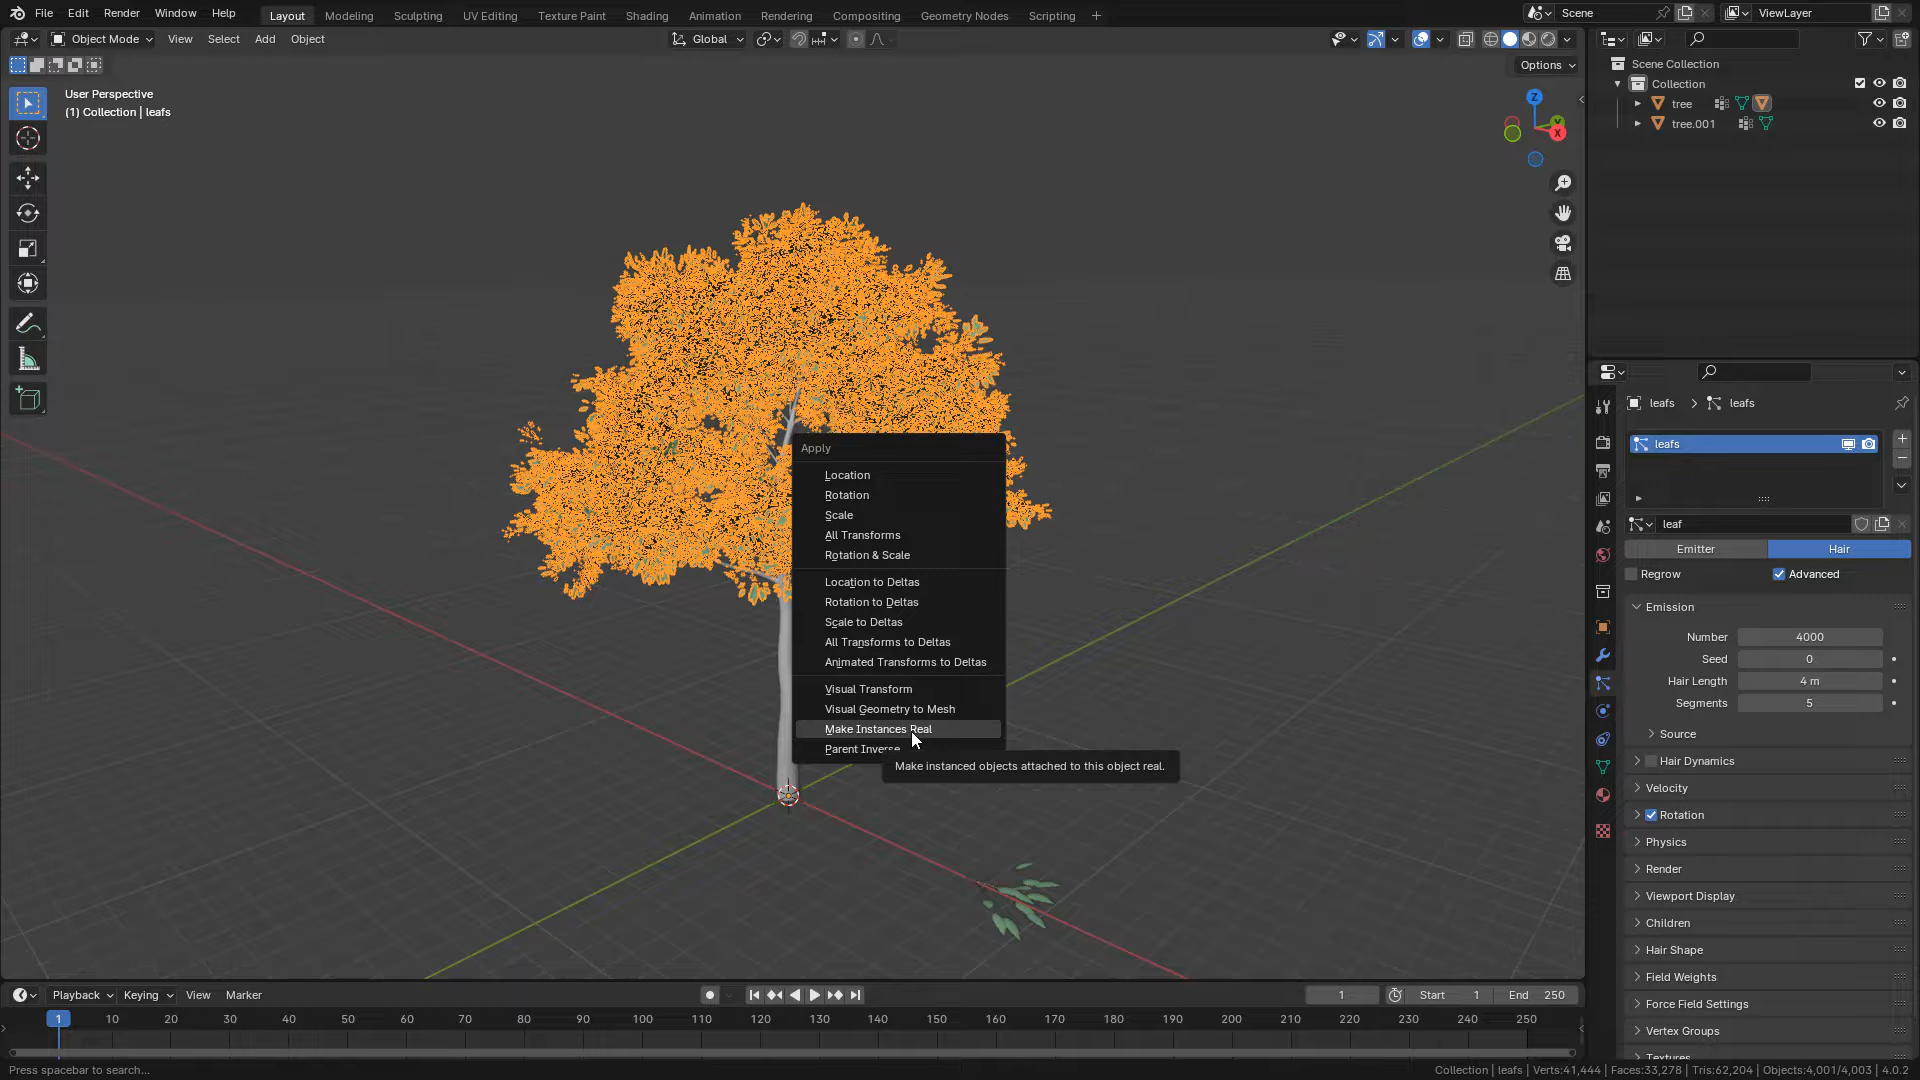 File Edit Render Window Help Layout Modeling Sculpting UV Editing Texture Paint Shading Animation Rendering Compositing Geometry Nodes Scripting + Scene ViewLayer
Object Mode View Select Add Object Global
Options
User Perspective
(1) Collection | leafs
Z
Y
X
Scene Collection
Collection
tree
tree.001
Apply
Location
Rotation
Scale
All Transforms
Rotation & Scale
Location to Deltas
Rotation to Deltas
Scale to Deltas
All Transforms to Deltas
Animated Transforms to Deltas
Visual Transform
Visual Geometry to Mesh
Make Instances Real
Parent Inverse
Make instanced objects attached to this object real.
leafs > leafs
leafs
leaf
Emitter Hair
Regrow Advanced
Emission
Number 4000
Seed 0
Hair Length 4 m
Segments 5
Source
Hair Dynamics
Velocity
Rotation
Physics
Render
Viewport Display
Children
Hair Shape
Field Weights
Force Field Settings
Vertex Groups
Textures
Playback Keying View Marker 1 Start 1 End 250
1 10 20 30 40 50 60 70 80 90 100 110 120 130 140 150 160 170 180 190 200 210 220 230 240 250
Press spacebar to search... Collection | leafs | Verts:41,444 | Faces:33,278 | Tris:62,204 | Objects:4,001/4,003 | 4.0.2